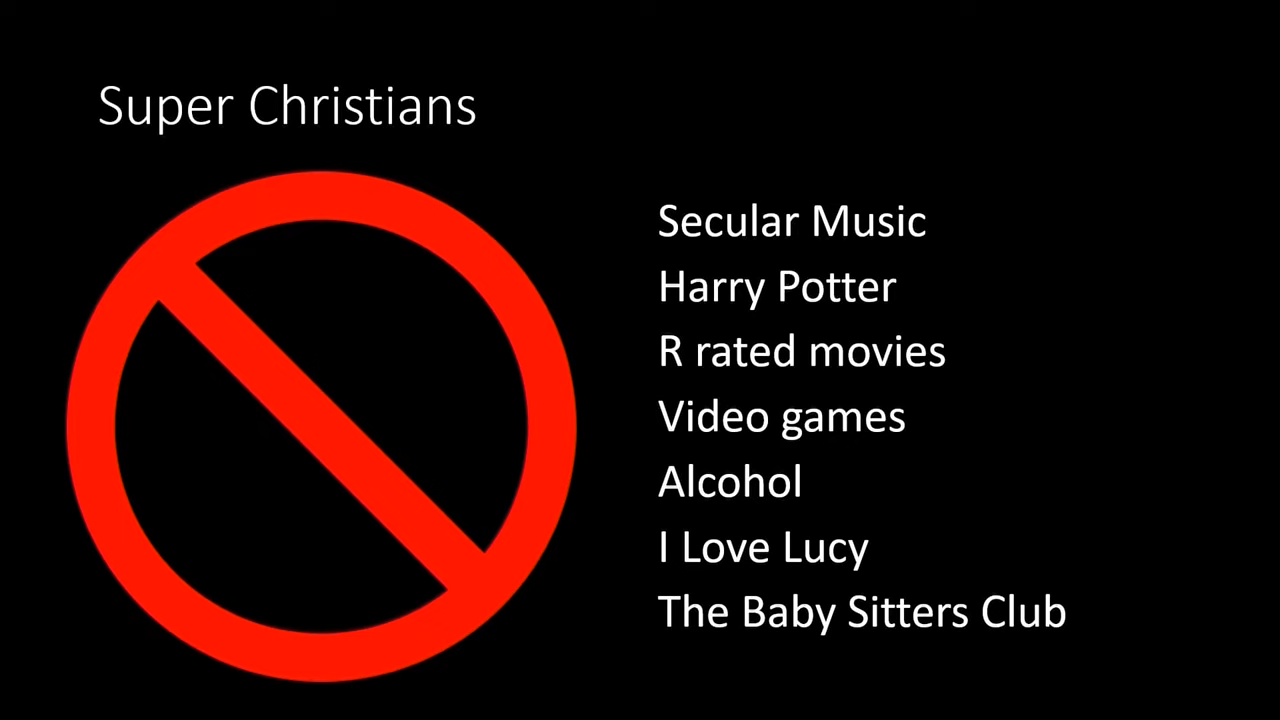 Super Christians
Secular Music
Harry Potter
R rated movies
Video games
Alcohol
I Love Lucy
The Baby Sitters Club